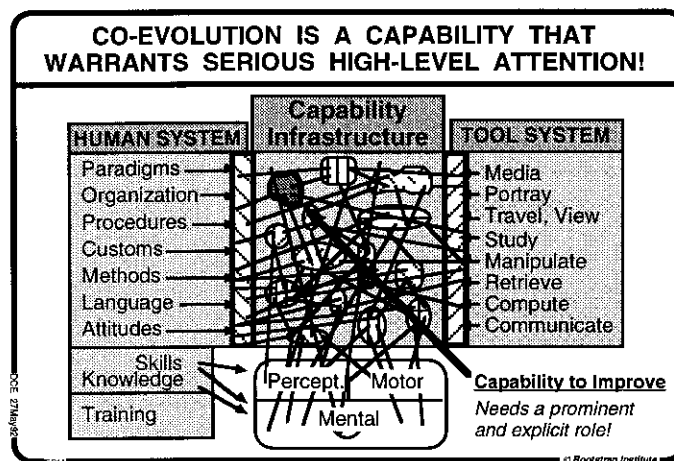 CO-EVOLUTION IS A CAPABILITY THAT
WARRANTS SERIOUS HIGH-LEVEL ATTENTION!
Capability
Infrastructure
HUMAN SYSTEM
TOOL SYSTEM
Paradigms
Organization
Procedures
Customs
Methods
Language
Attitudes
Media
Portray
Travel, View
Study
Manipulate
Retrieve
Compute
Communicate
Skills
Knowledge
Training
Percept.
Motor
Mental
Capability to Improve
Needs a prominent
and explicit role!
DCE 27May92
© Bootstrap Institute